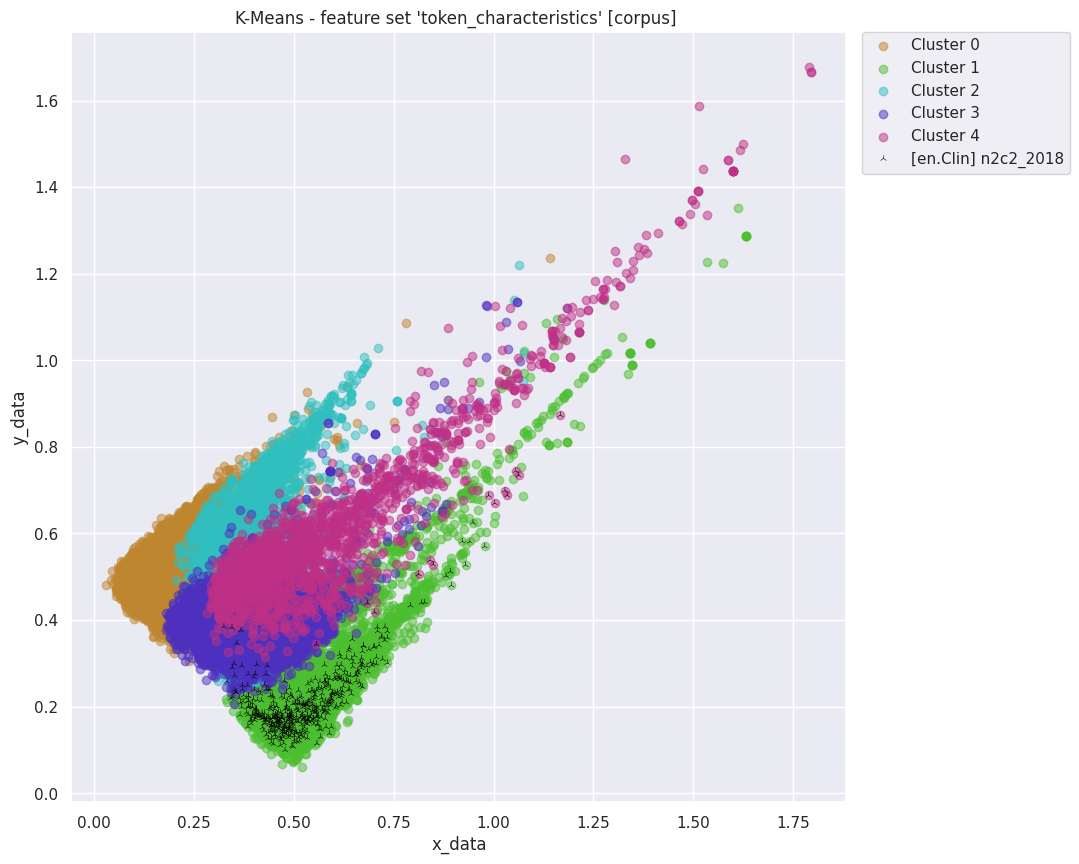 K-Means - feature set 'token_characteristics' [corpus]
Cluster 0
Cluster 1
Cluster 2
Cluster 3
Cluster 4
[en.Clin] n2c2_2018
y_data
1.6
1.4
1.2
1.0
0.8
0.6
0.4
0.2
0.0
0.00 0.25 0.50 0.75 1.00 1.25 1.50 1.75
x_data